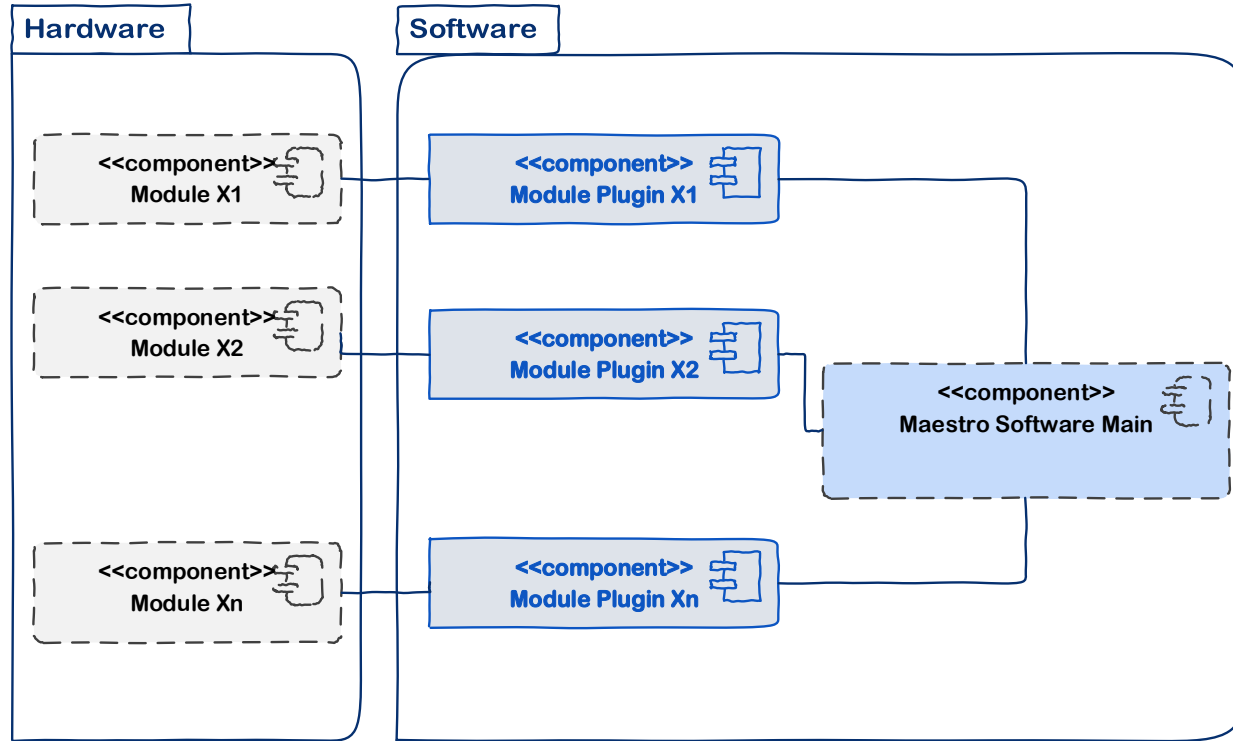 Hardware
Software
<<component>>
Module X1
<<component>>
Module Plugin X1
<<component>>
Module X2
<<component>>
Module Plugin X2
<<component>>
Maestro Software Main
<<component>>
Module Xn
<<component>>
Module Plugin Xn